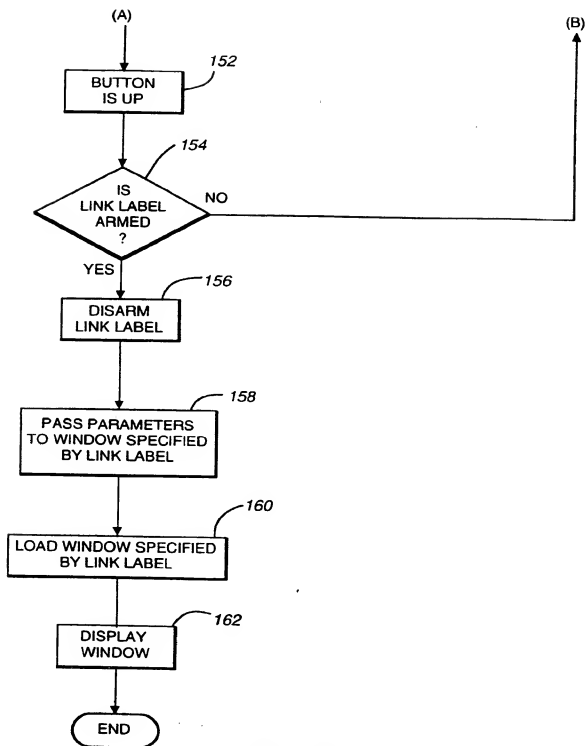 (A)
(B)
152
BUTTON
IS UP
154
IS
LINK LABEL
ARMED
?
NO
YES
156
DISARM
LINK LABEL
158
PASS PARAMETERS
TO WINDOW SPECIFIED
BY LINK LABEL
160
LOAD WINDOW SPECIFIED
BY LINK LABEL
162
DISPLAY
WINDOW
END